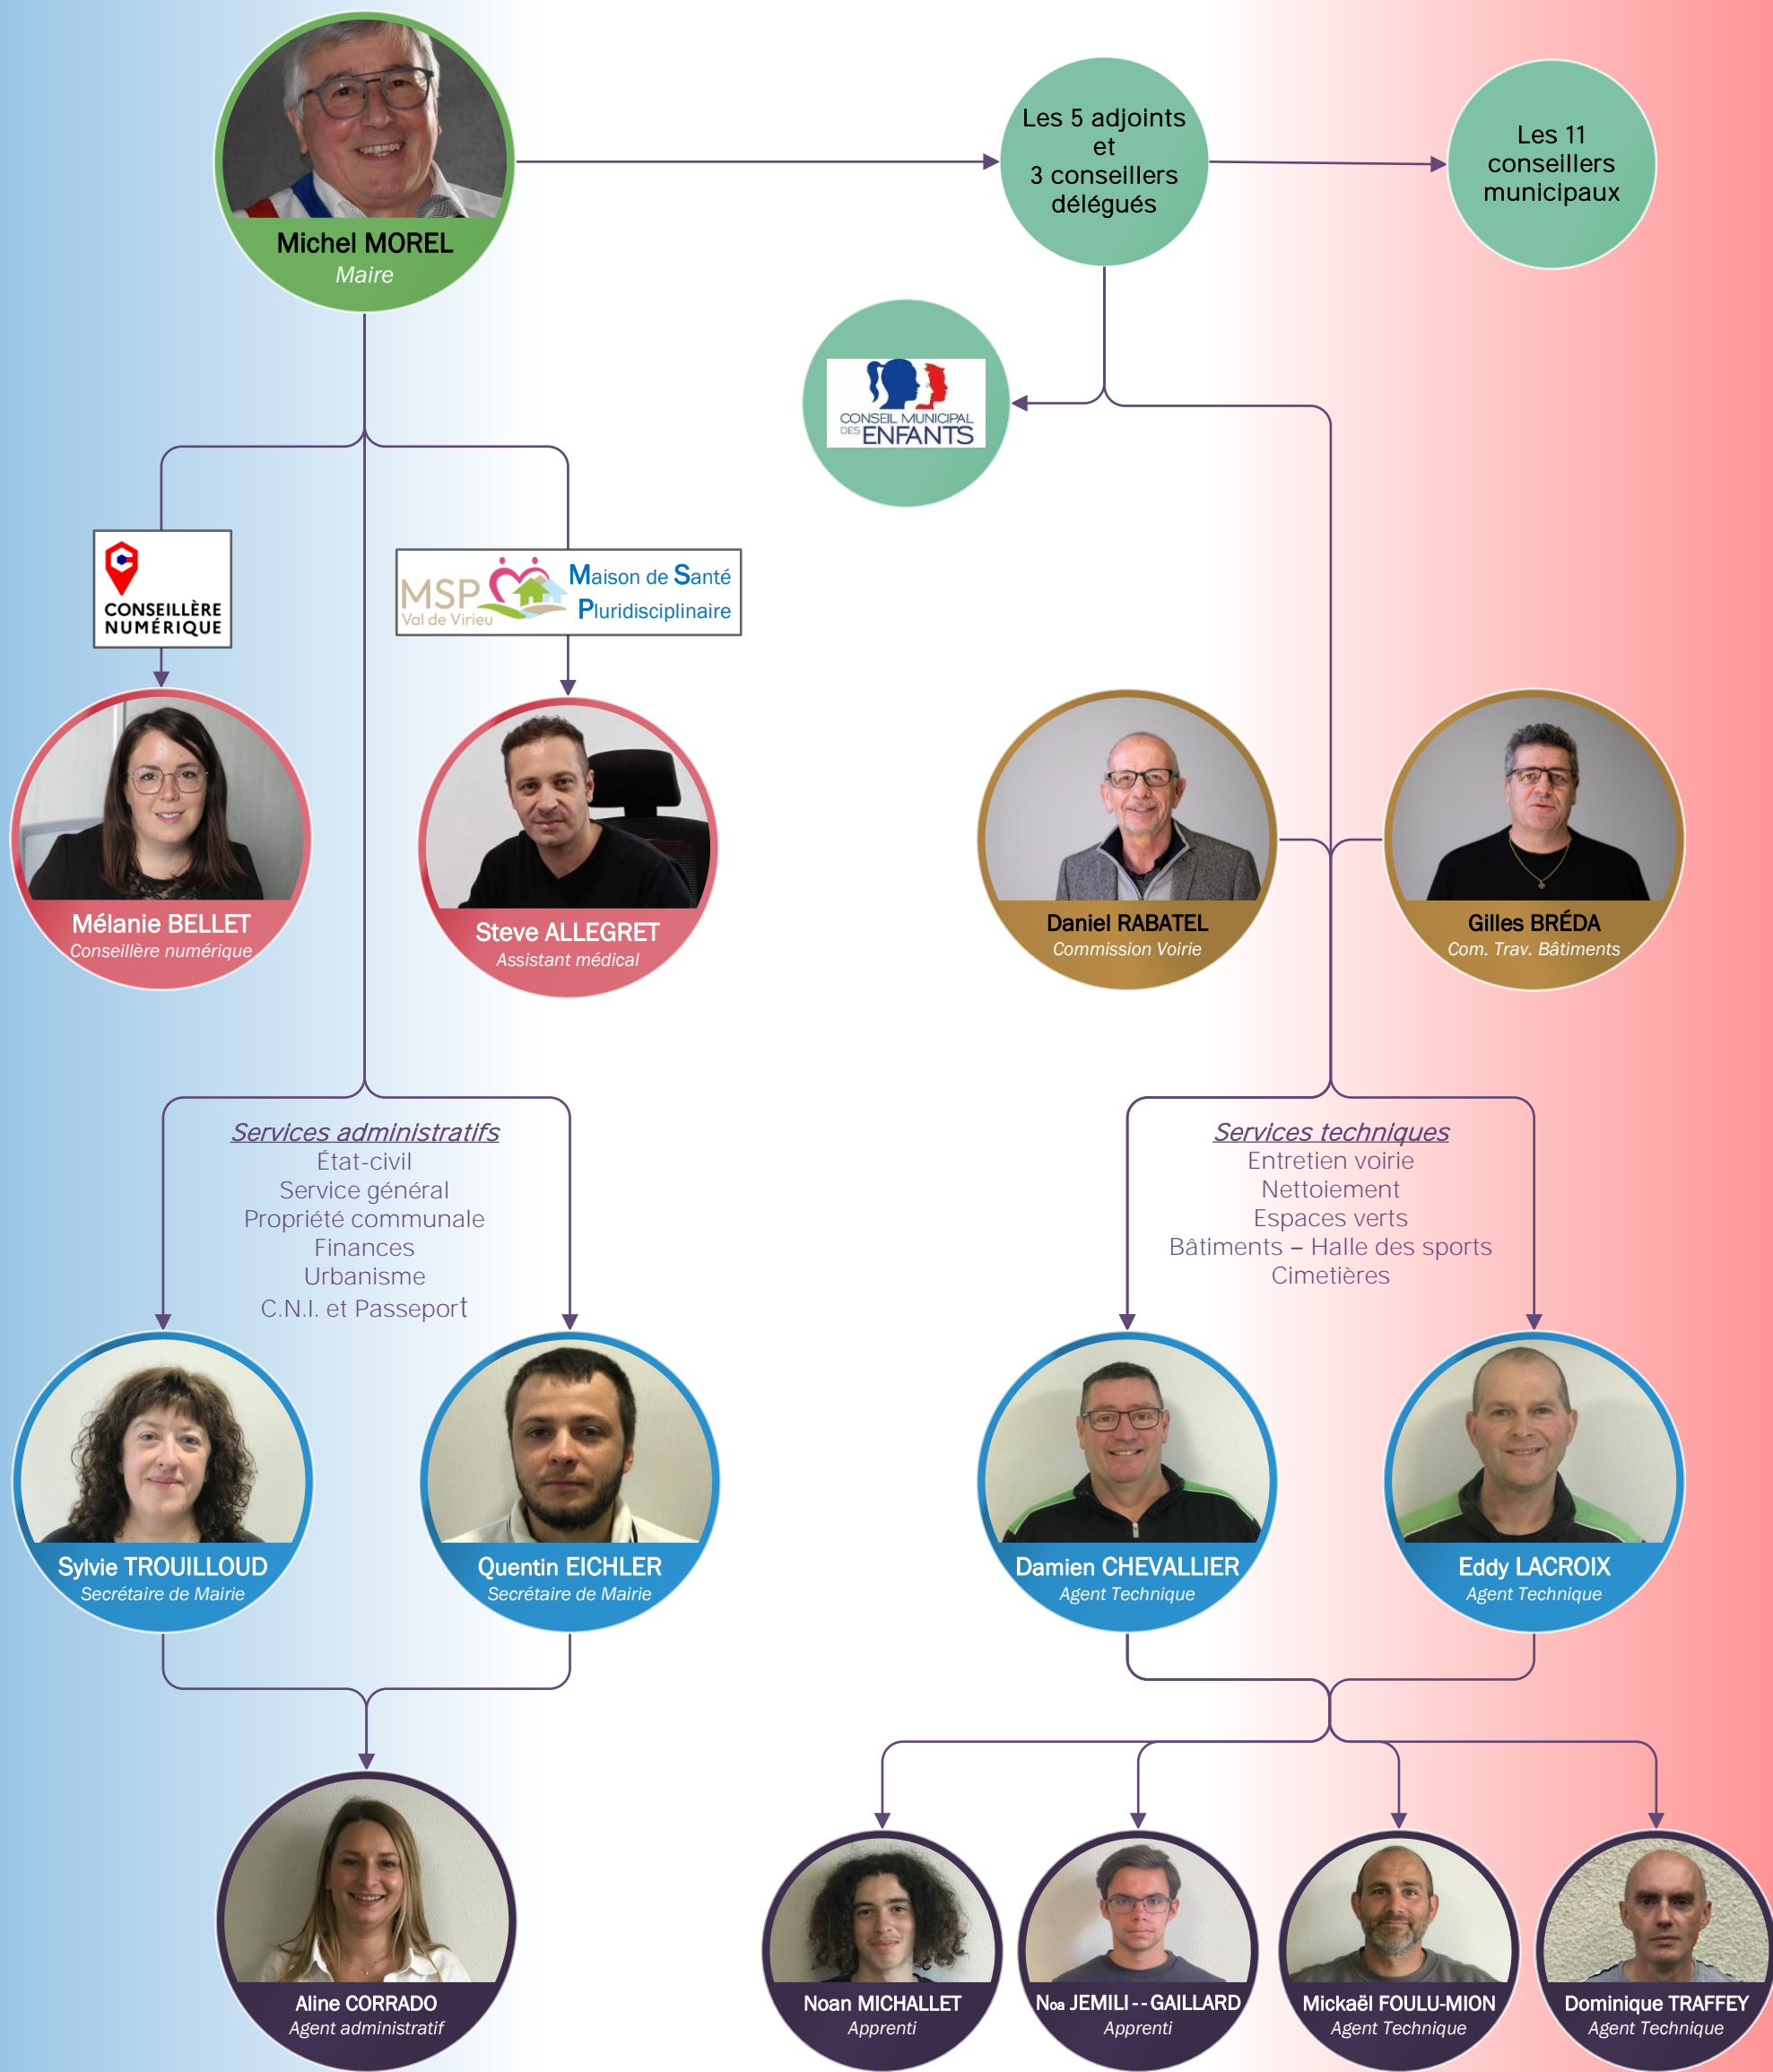 Michel MOREL
Maire
Les 5 adjoints
et
3 conseillers
délégués
Les 11
conseillers
municipaux
CONSEIL MUNICIPAL
DES ENFANTS
CONSEILLÈRE
NUMÉRIQUE
MSP
Val de Virieu
Maison de Santé
Pluridisciplinaire
Mélanie BELLET
Conseillère numérique
Steve ALLEGRET
Assistant médical
Daniel RABATEL
Commission Voirie
Gilles BRÉDA
Com. Trav. Bâtiments
Services administratifs
État-civil
Service général
Propriété communale
Finances
Urbanisme
C.N.I. et Passeport
Services techniques
Entretien voirie
Nettoiement
Espaces verts
Bâtiments – Halle des sports
Cimetières
Sylvie TROUILLOUD
Secrétaire de Mairie
Quentin EICHLER
Secrétaire de Mairie
Damien CHEVALLIER
Agent Technique
Eddy LACROIX
Agent Technique
Aline CORRADO
Agent administratif
Noan MICHALLET
Apprenti
Noa JEMILI--GAILLARD
Apprenti
Mickaël FOULU-MION
Agent Technique
Dominique TRAFFEY
Agent Technique